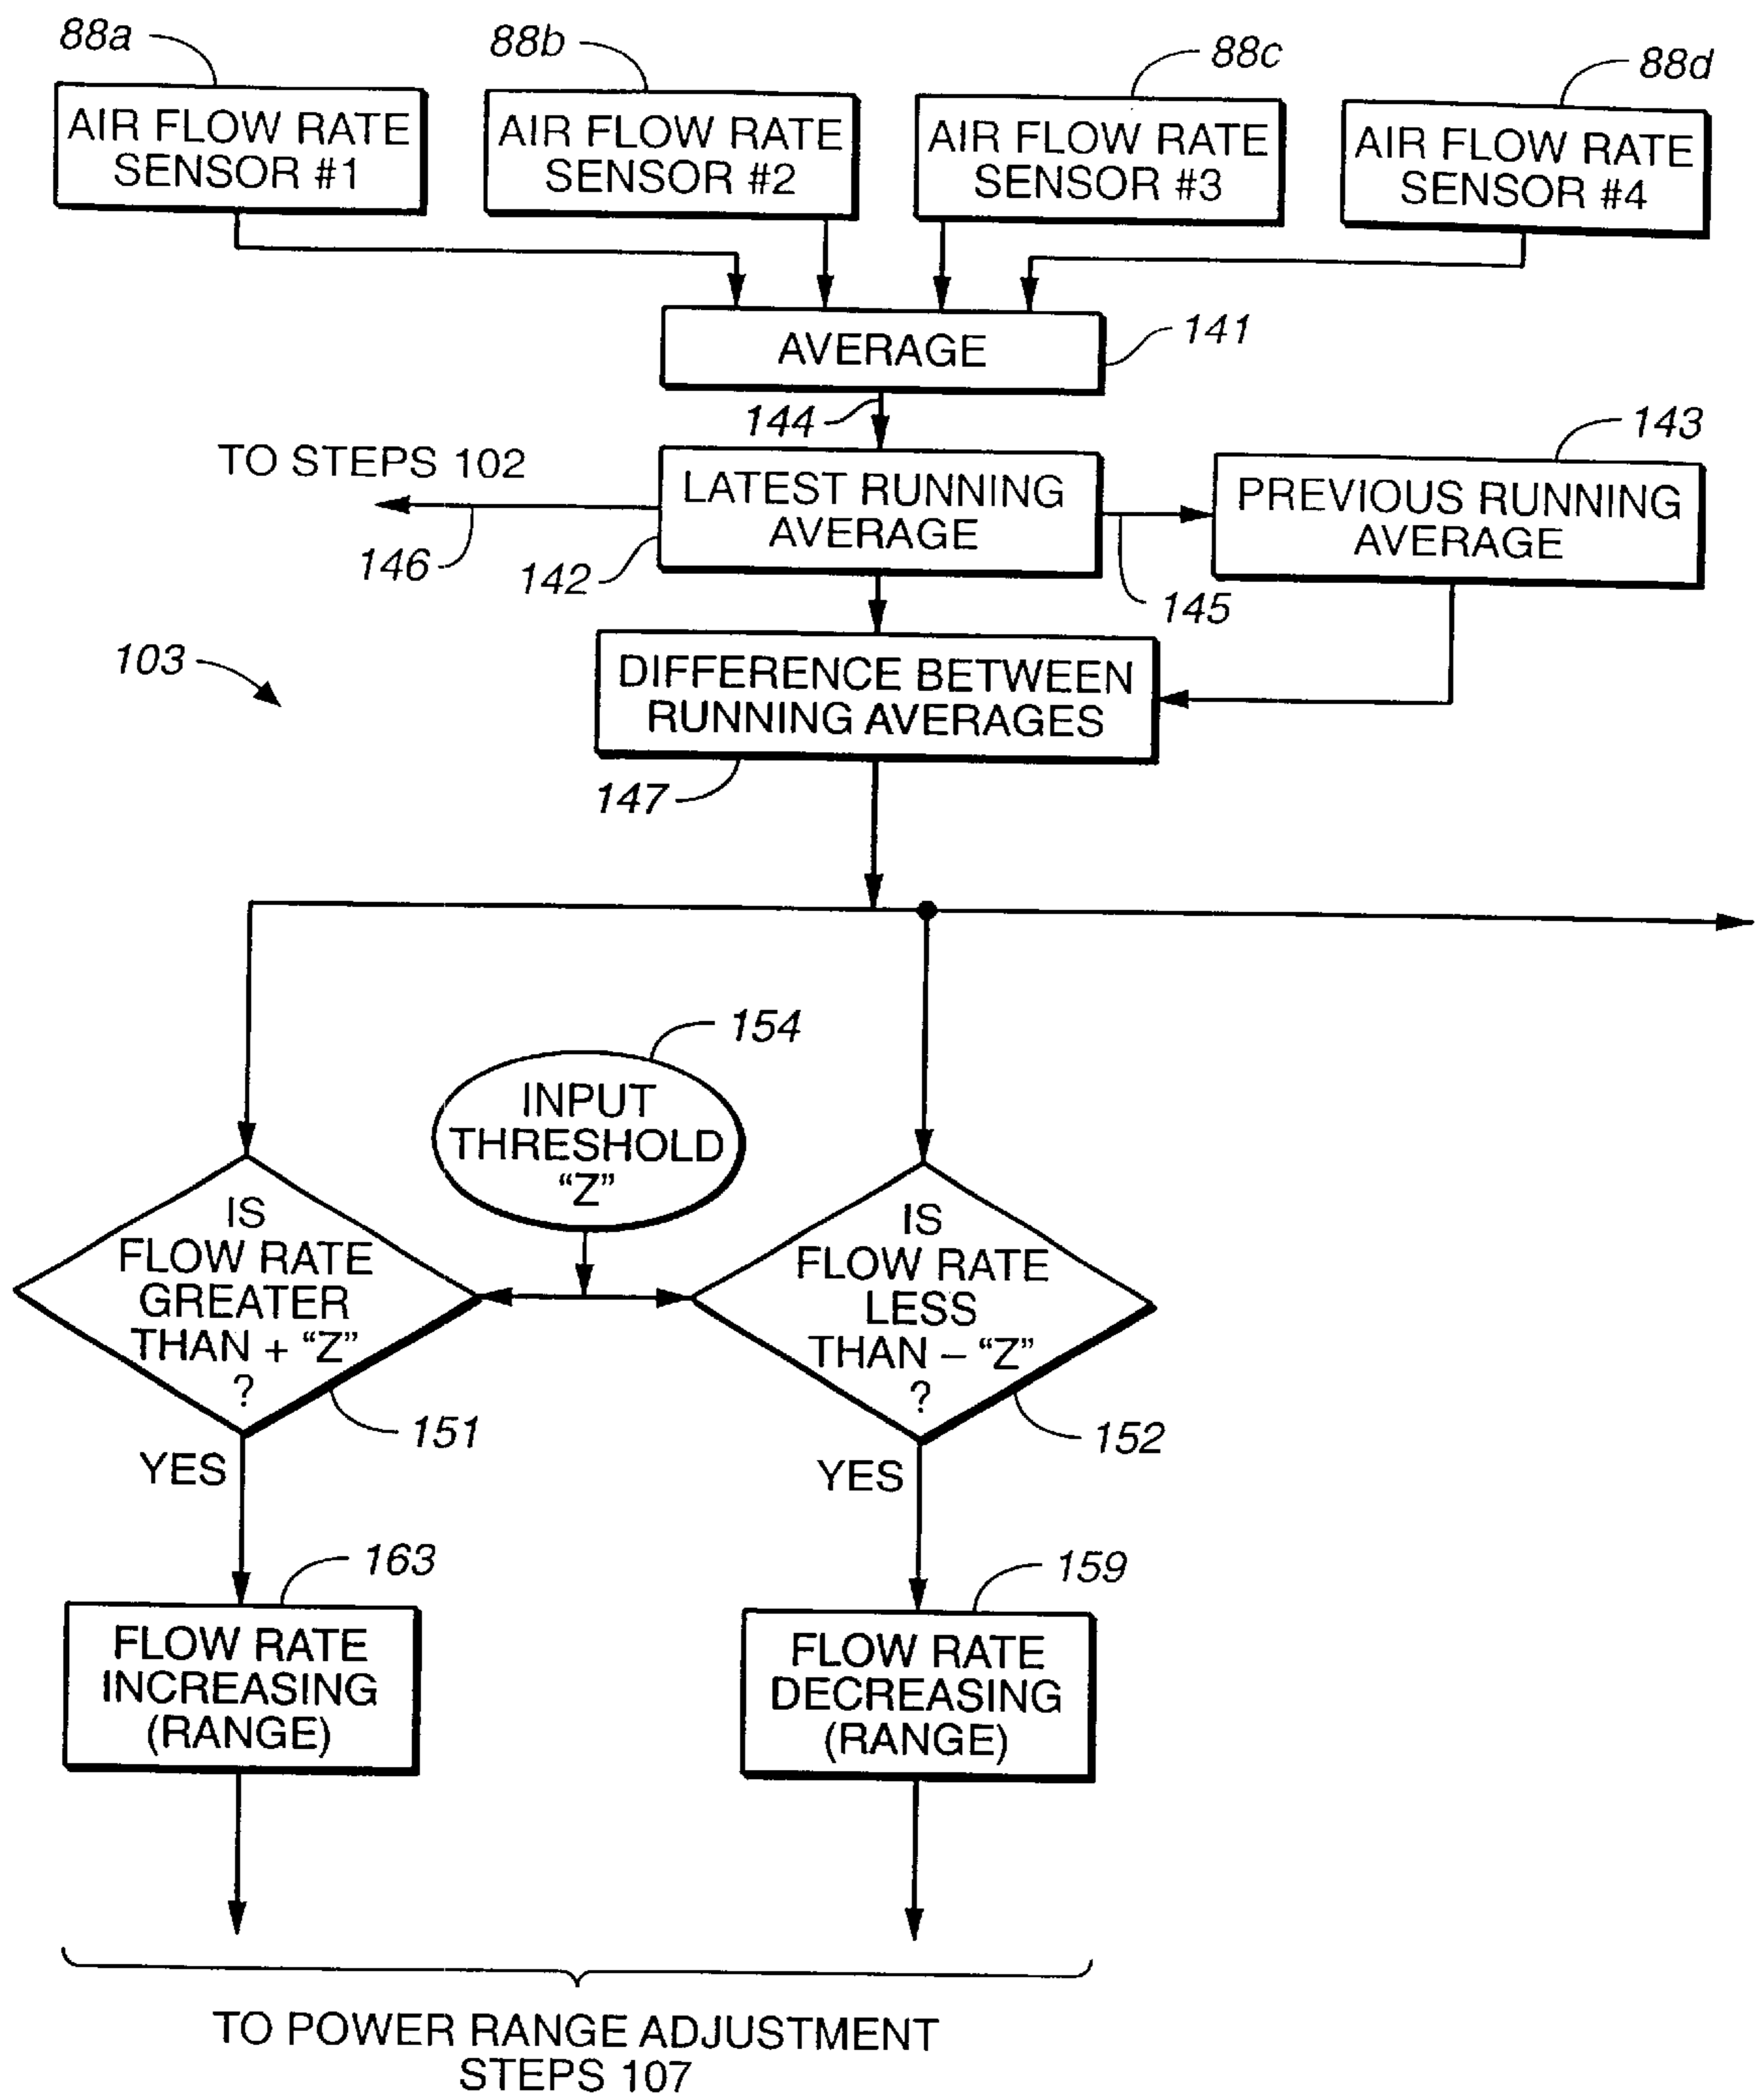 88a
88b
88c
88d
AIR FLOW RATE
SENSOR #1
AIR FLOW RATE
SENSOR #2
AIR FLOW RATE
SENSOR #3
AIR FLOW RATE
SENSOR #4
AVERAGE
141
144
TO STEPS 102
146
LATEST RUNNING
AVERAGE
142
143
PREVIOUS RUNNING
AVERAGE
145
103
DIFFERENCE BETWEEN
RUNNING AVERAGES
147
154
INPUT
THRESHOLD
“Z”
IS
FLOW RATE
GREATER
THAN + “Z”
?
151
YES
IS
FLOW RATE
LESS
THAN – “Z”
?
152
YES
163
FLOW RATE
INCREASING
(RANGE)
159
FLOW RATE
DECREASING
(RANGE)
TO POWER RANGE ADJUSTMENT
STEPS 107